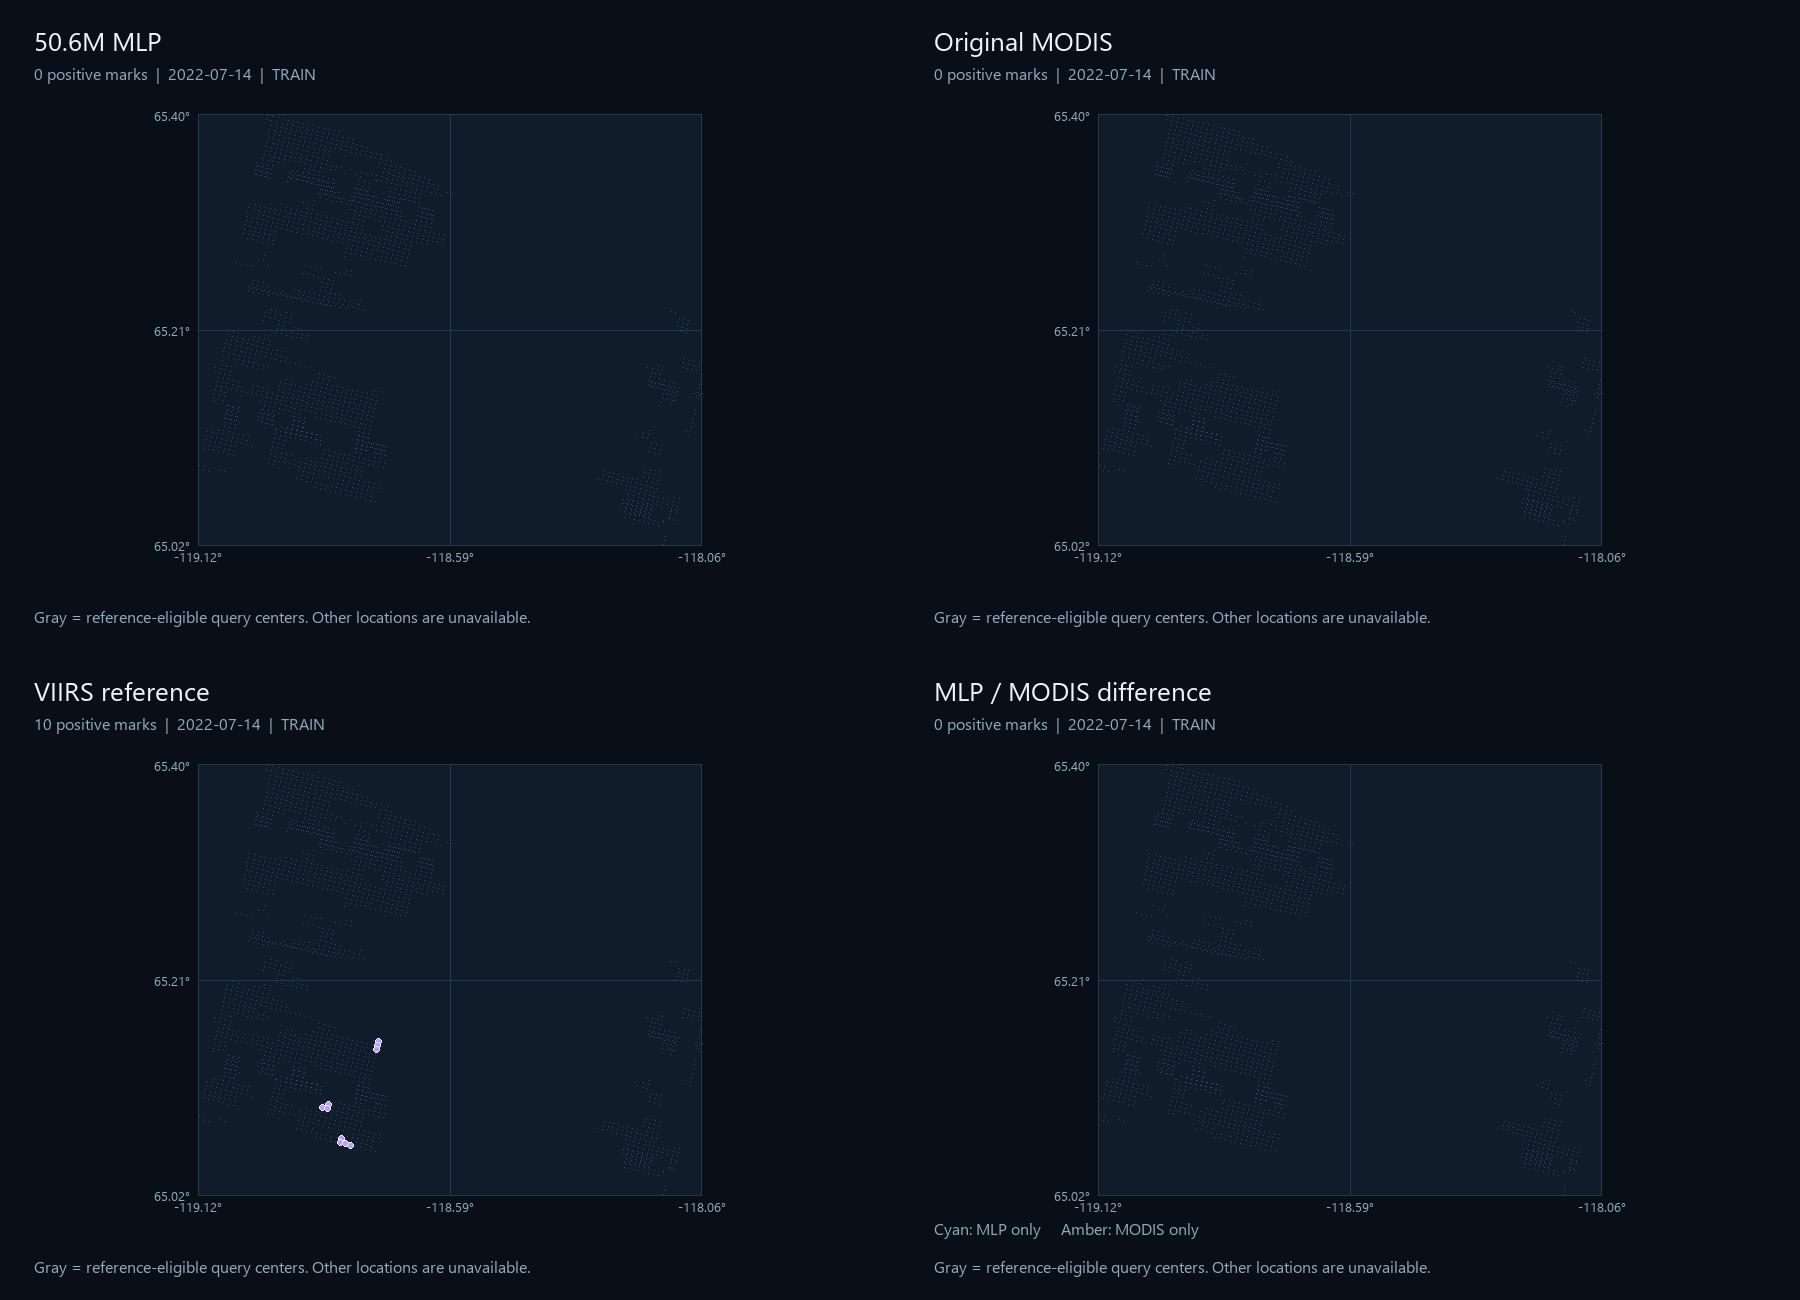 50.6M MLP
0 positive marks | 2022-07-14 | TRAIN
65.40°
65.21°
65.02°
-119.12°
-118.59°
-118.06°
Gray = reference-eligible query centers. Other locations are unavailable.
Original MODIS
0 positive marks | 2022-07-14 | TRAIN
65.40°
65.21°
65.02°
-119.12°
-118.59°
-118.06°
Gray = reference-eligible query centers. Other locations are unavailable.
VIIRS reference
10 positive marks | 2022-07-14 | TRAIN
65.40°
65.21°
65.02°
-119.12°
-118.59°
-118.06°
Gray = reference-eligible query centers. Other locations are unavailable.
MLP / MODIS difference
0 positive marks | 2022-07-14 | TRAIN
65.40°
65.21°
65.02°
-119.12°
-118.59°
-118.06°
Cyan: MLP only Amber: MODIS only
Gray = reference-eligible query centers. Other locations are unavailable.